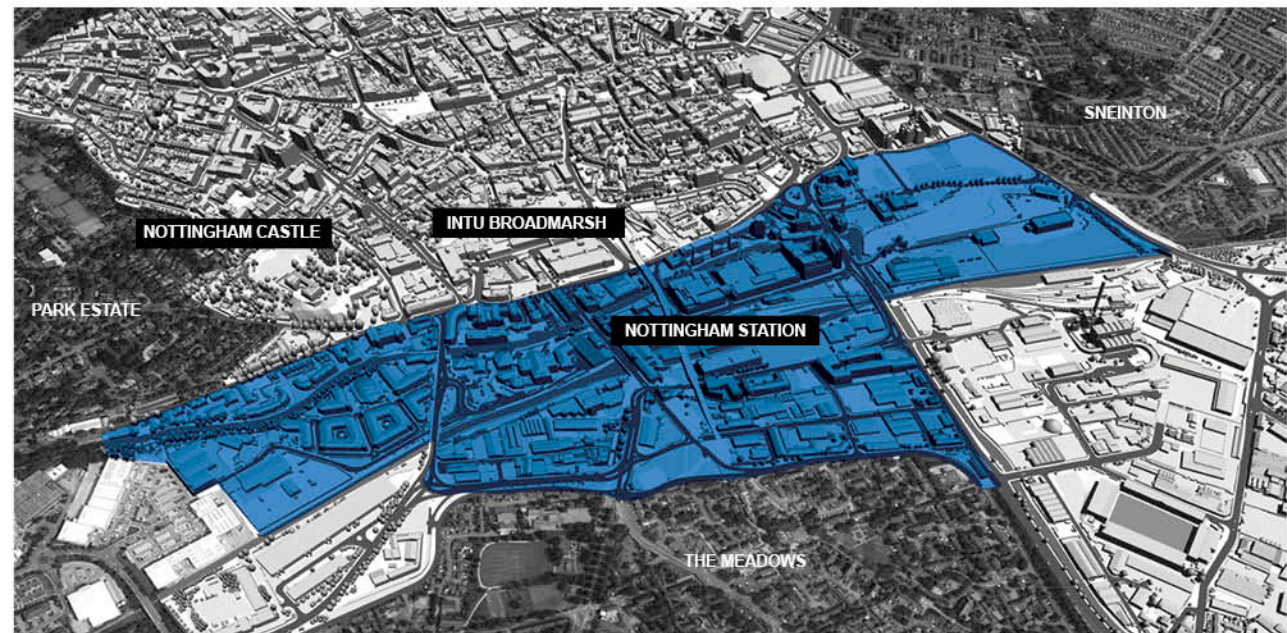 SNEINTON
INTU BROADMARSH
NOTTINGHAM CASTLE
PARK ESTATE
NOTTINGHAM STATION
THE MEADOWS